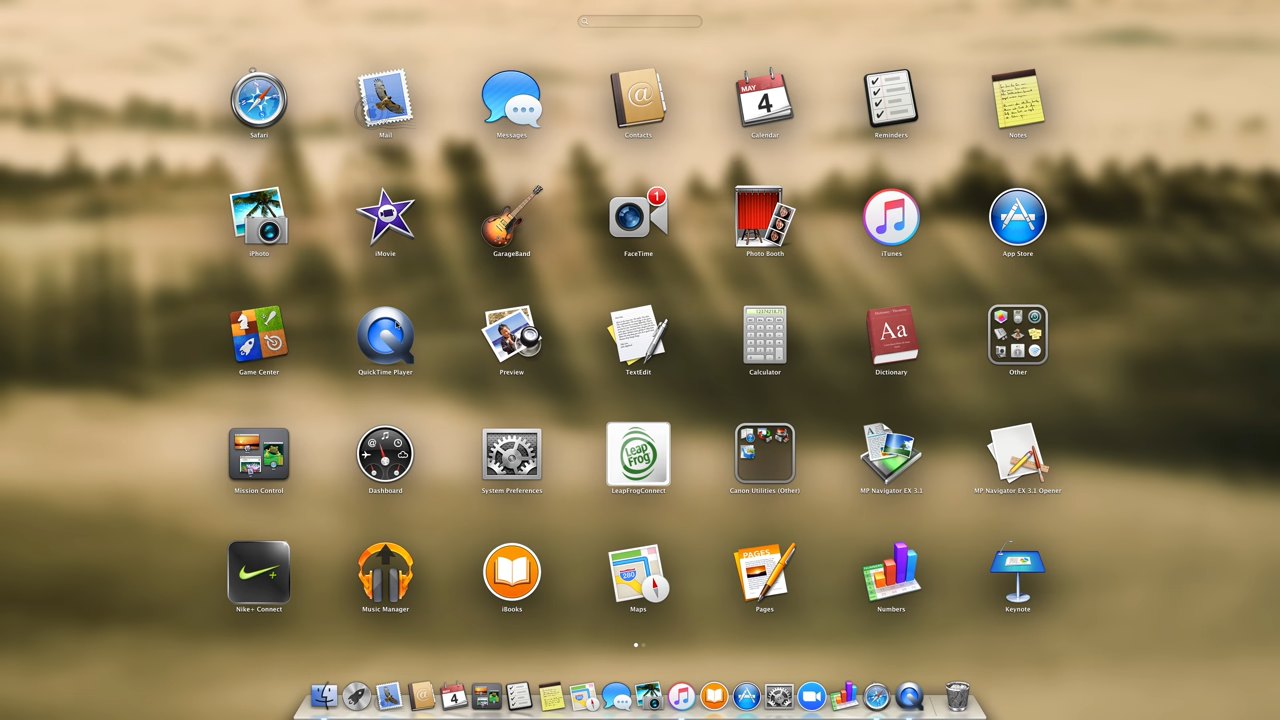 Safari
Mail
Messages
Contacts
MAY
4
Calendar
Reminders
Notes
iPhoto
iMovie
GarageBand
1
FaceTime
Photo Booth
iTunes
App Store
Game Center
QuickTime Player
Preview
TextEdit
Calculator
Aa
Dictionary
Other
Mission Control
Dashboard
System Preferences
Leap
Frog
LeapFrogConnect
Canon Utilities (Other)
MP Navigator EX 3.1
MP Navigator EX 3.1 Opener
Nike+ Connect
Music Manager
iBooks
280
Maps
PAGES
Pages
NUMBERS
Numbers
Keynote
4